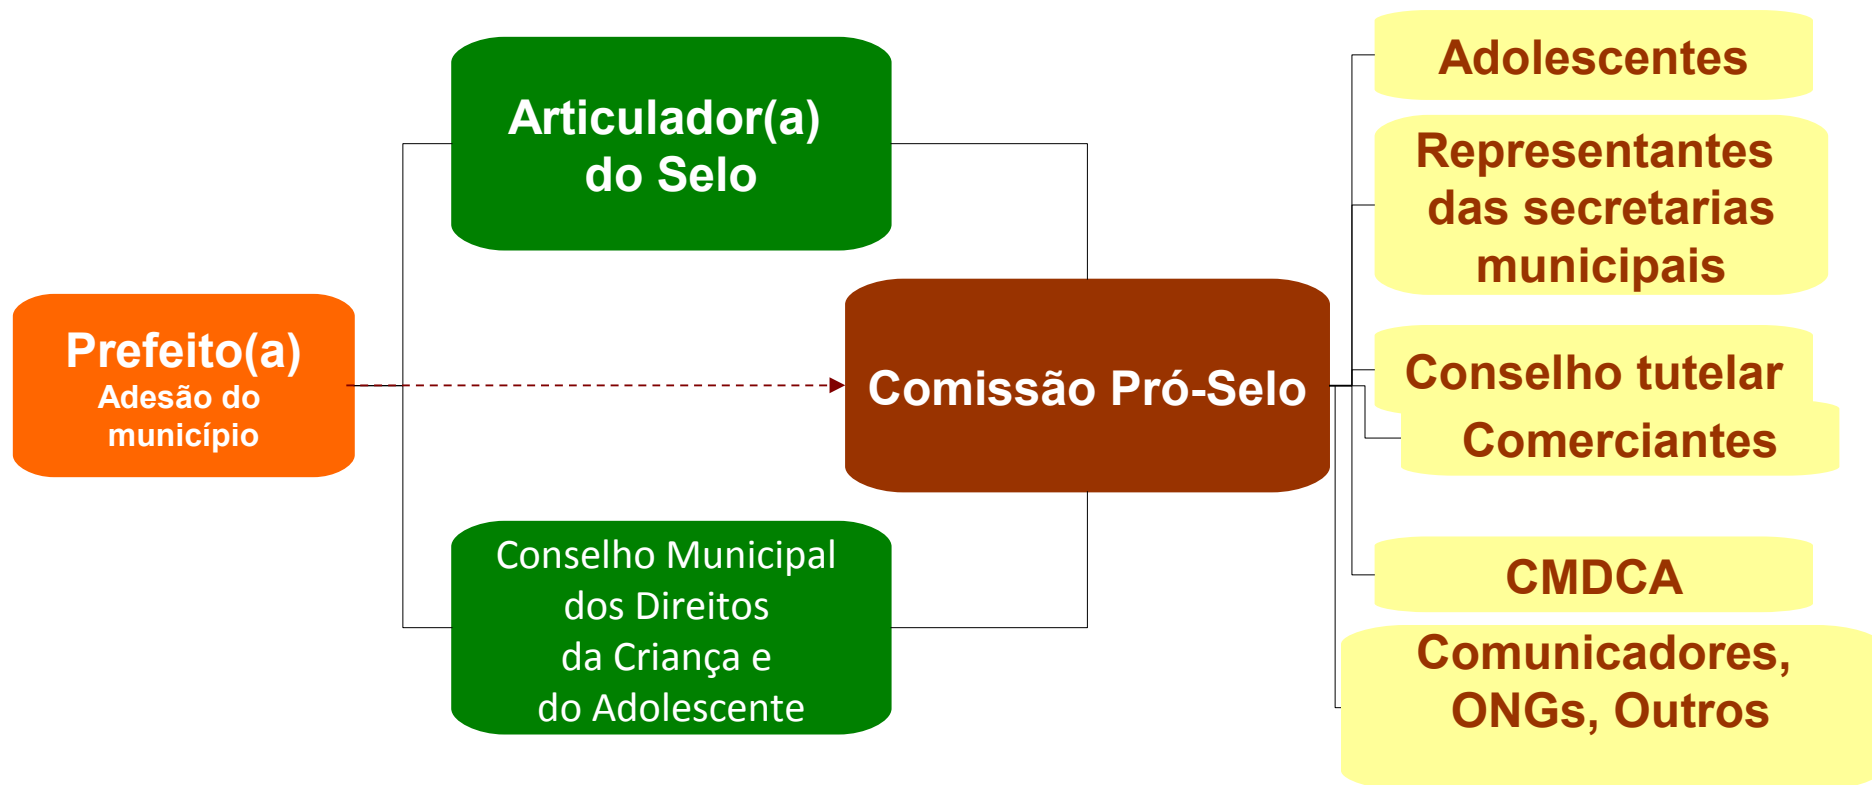 Prefeito(a)
Adesão do
município
Articulador(a)
do Selo
Conselho Municipal
dos Direitos
da Criança e
do Adolescente
Comissão Pró-Selo
Adolescentes
Representantes
das secretarias
municipais
Conselho tutelar
Comerciantes
CMDCA
Comunicadores,
ONGs, Outros